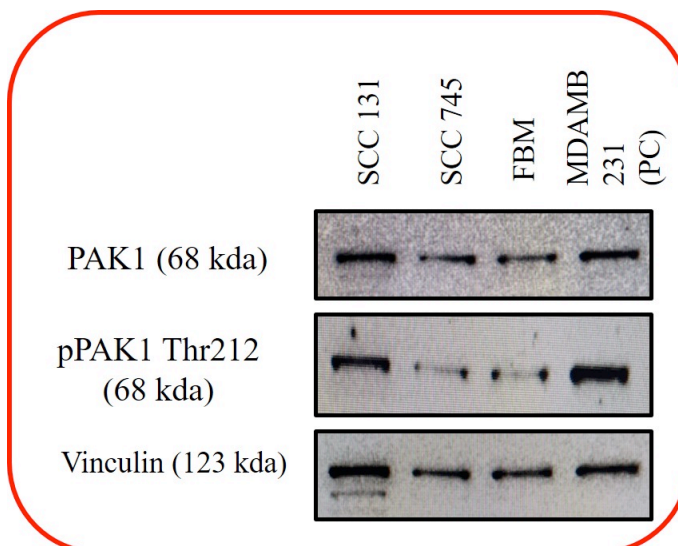 SCC 131
SCC 745
FBM
MDAMB
231
(PC)
PAK1 (68 kda)
pPAK1 Thr212
(68 kda)
Vinculin (123 kda)